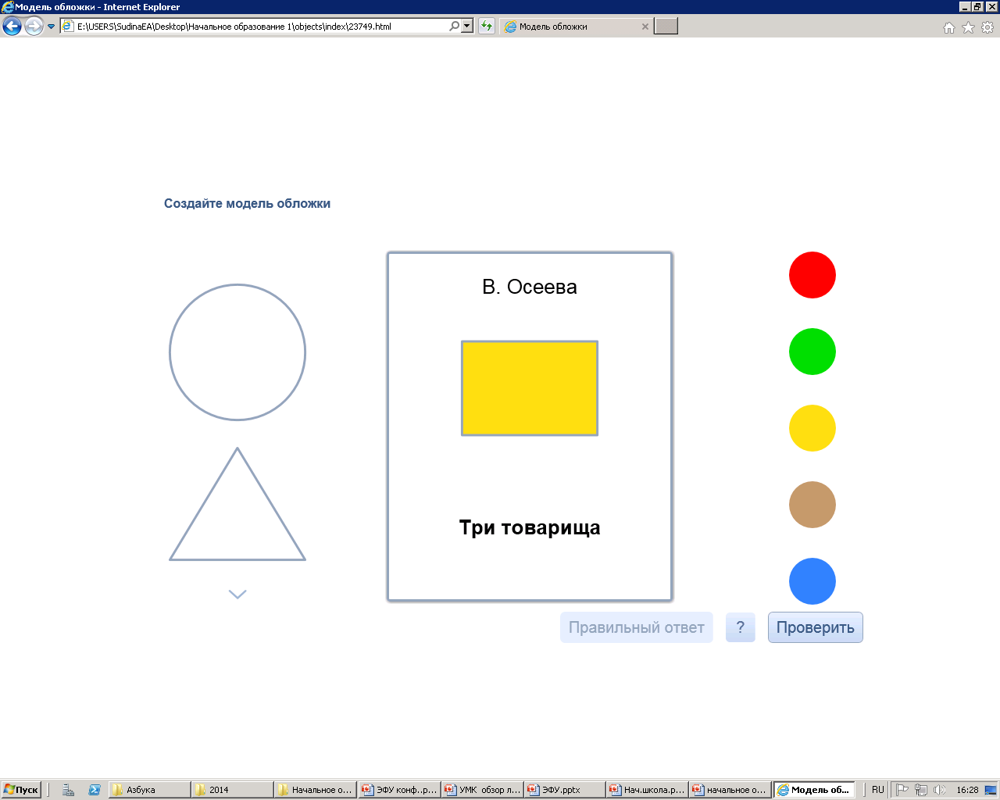 Модель обложки - Internet Explorer
E:\USERS\SudinaEA\Desktop\Начальное образование 1\objects\index\23749.html
Модель обложки
Создайте модель обложки
В. Осеева
Три товарища
Правильный ответ
?
Проверить
Пуск
Азбука
2014
Начальное о...
ЭФУ конф..р...
УМК обзор л...
ЭФУ.pptx
Нач.школа.р...
начальное о...
Модель об...
RU
16:28